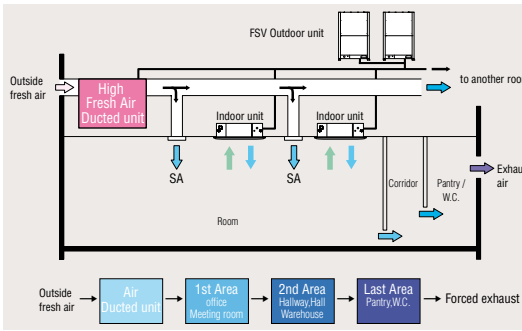 FSV Outdoor unit
Outside
fresh air
High
Fresh Air
Ducted unit
to another roo
Indoor unit
Indoor unit
SA
SA
Corridor
Pantry /
W.C.
Exhau
air
Room
Outside
fresh air
Air
Ducted unit
1st Area
office
Meeting room
2nd Area
Hallway,Hall
Warehouse
Last Area
Pantry,W.C.
Forced exhaust